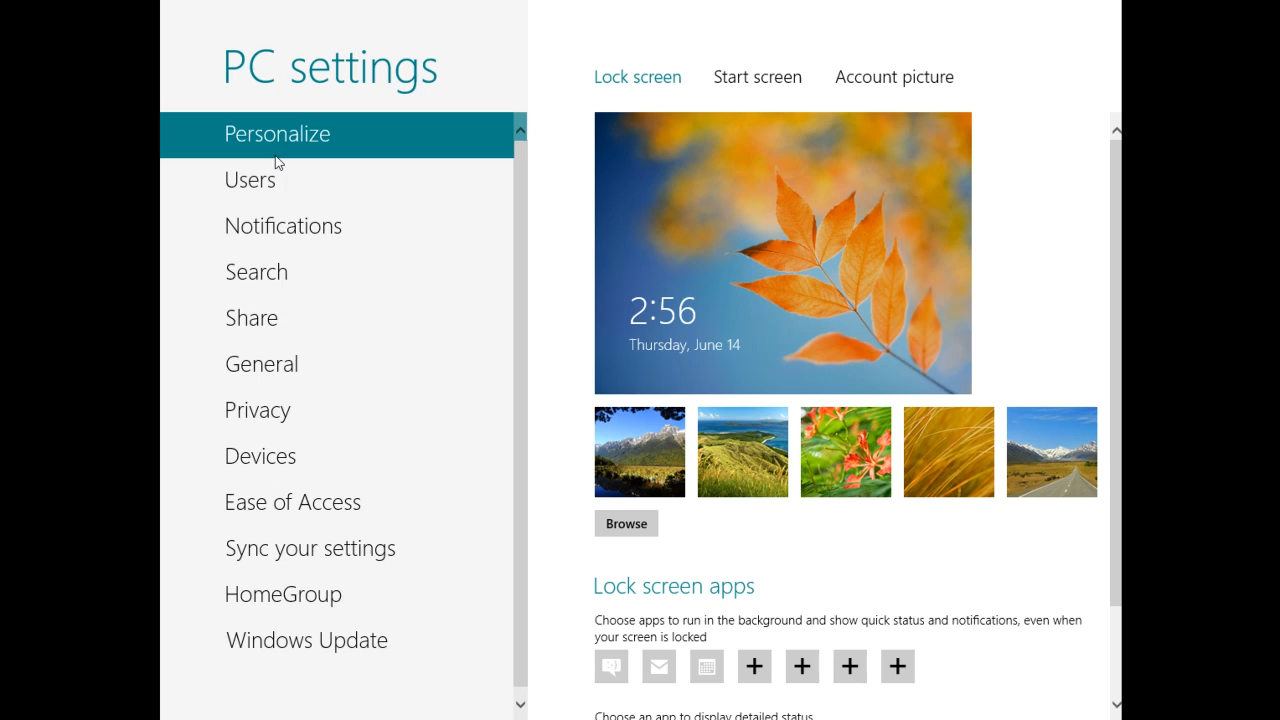 PC settings
Personalize
Users
Notifications
Search
Share
General
Privacy
Devices
Ease of Access
Sync your settings
HomeGroup
Windows Update
Lock screen Start screen Account picture
2:56
Thursday, June 14
Browse
Lock screen apps
Choose apps to run in the background and show quick status and notifications, even when
your screen is locked
Choose an app to display detailed status